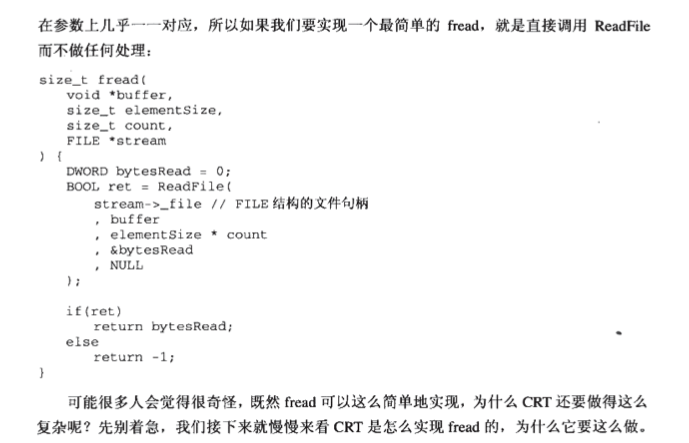 在参数上几乎一一对应，所以如果我们要实现一个最简单的 fread，就是直接调用 ReadFile
而不做任何处理：
size_t fread(
void *buffer,
size_t elementSize,
size_t count,
FILE *stream
) {
DWORD bytesRead = 0;
BOOL ret = ReadFile(
stream->_file // FILE 结构的文件句柄
, buffer
, elementSize * count
, &bytesRead
, NULL
);
if(ret)
return bytesRead;
else
return -1;
}
可能很多人会觉得很奇怪，既然 fread 可以这么简单地实现，为什么 CRT 还要做得这么
复杂呢？先别着急，我们接下来就慢慢来看 CRT 是怎么实现 fread 的，为什么它要这么做。